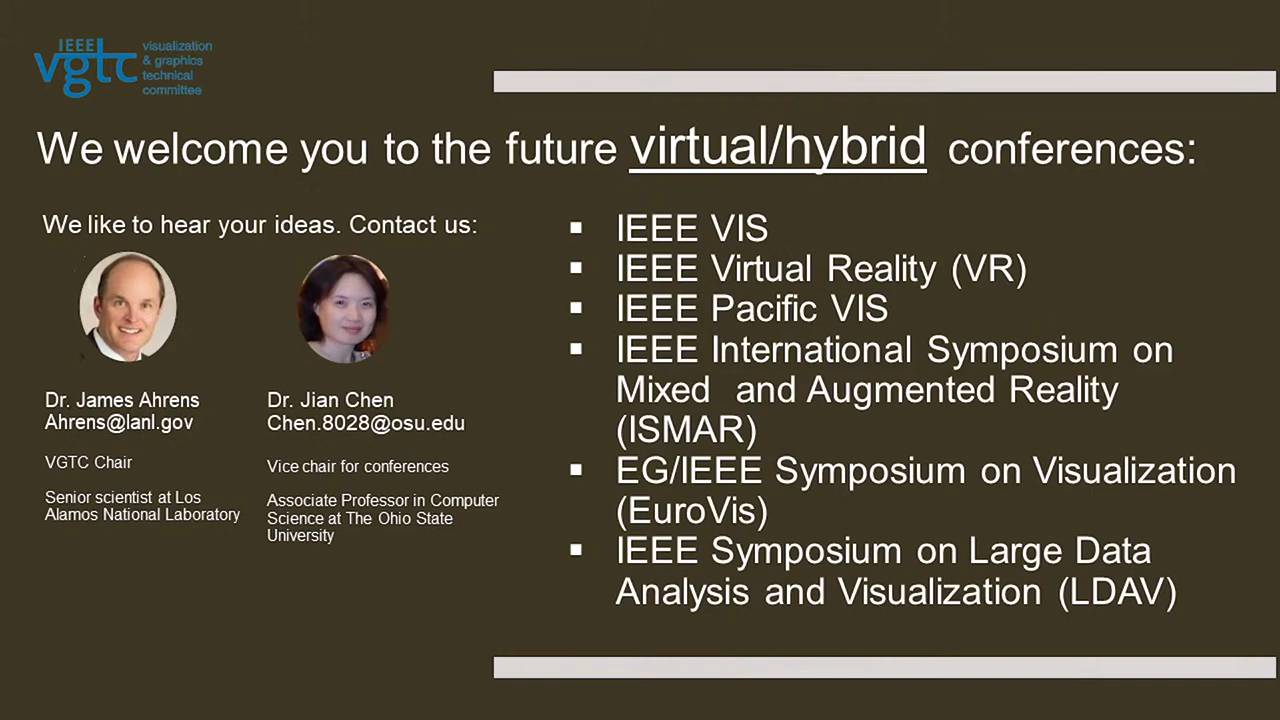 IEEE
vgtc
visualization
& graphics
technical
committee
We welcome you to the future virtual/hybrid conferences:
We like to hear your ideas. Contact us:
Dr. James Ahrens
Ahrens@lanl.gov
VGTC Chair
Senior scientist at Los
Alamos National Laboratory
Dr. Jian Chen
Chen.8028@osu.edu
Vice chair for conferences
Associate Professor in Computer
Science at The Ohio State
University
▪ IEEE VIS
▪ IEEE Virtual Reality (VR)
▪ IEEE Pacific VIS
▪ IEEE International Symposium on
Mixed and Augmented Reality
(ISMAR)
▪ EG/IEEE Symposium on Visualization
(EuroVis)
▪ IEEE Symposium on Large Data
Analysis and Visualization (LDAV)